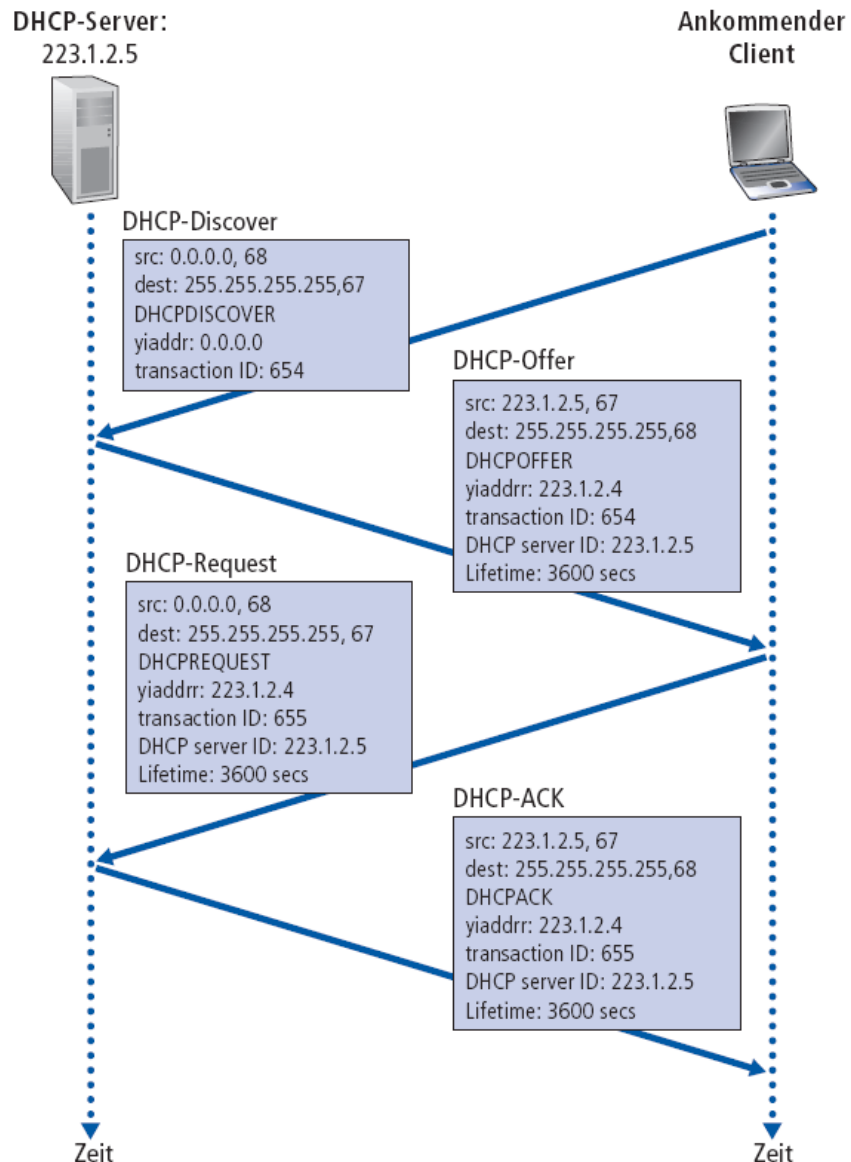 DHCP-Server:
223.1.2.5
Ankommender
Client
DHCP-Discover
src: 0.0.0.0, 68
dest: 255.255.255.255,67
DHCPDISCOVER
yiaddr: 0.0.0.0
transaction ID: 654
DHCP-Offer
src: 223.1.2.5, 67
dest: 255.255.255.255,68
DHCPOFFER
yiaddrr: 223.1.2.4
transaction ID: 654
DHCP server ID: 223.1.2.5
Lifetime: 3600 secs
DHCP-Request
src: 0.0.0.0, 68
dest: 255.255.255.255, 67
DHCPREQUEST
yiaddrr: 223.1.2.4
transaction ID: 655
DHCP server ID: 223.1.2.5
Lifetime: 3600 secs
DHCP-ACK
src: 223.1.2.5, 67
dest: 255.255.255.255,68
DHCPACK
yiaddrr: 223.1.2.4
transaction ID: 655
DHCP server ID: 223.1.2.5
Lifetime: 3600 secs
Zeit
Zeit